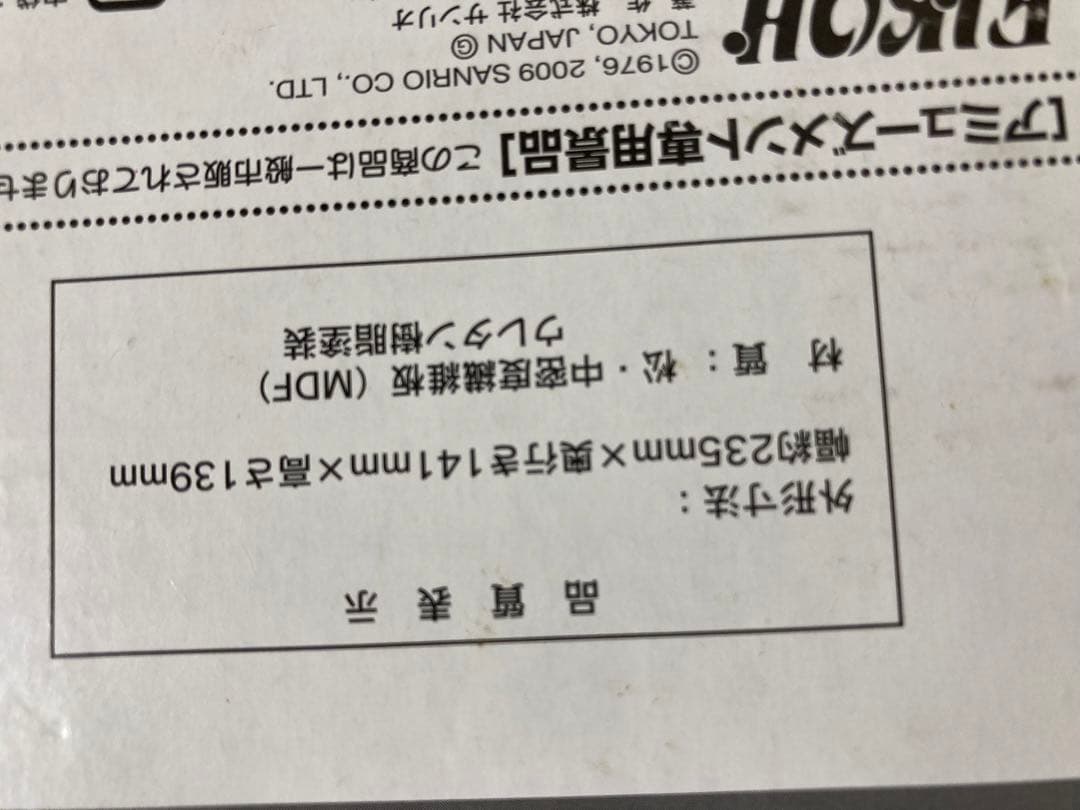 品質表示
外形寸法：
幅約235mm×奥行き141mm×高さ139mm
材　質：松・中密度繊維板（MDF）
ウレタン樹脂塗装
[アミューズメント専用景品] この商品は一般市販されておりませ
EIKOH
©1976, 2009 SANRIO CO., LTD.
TOKYO, JAPAN Ⓖ
著作 株式会社サンリオ